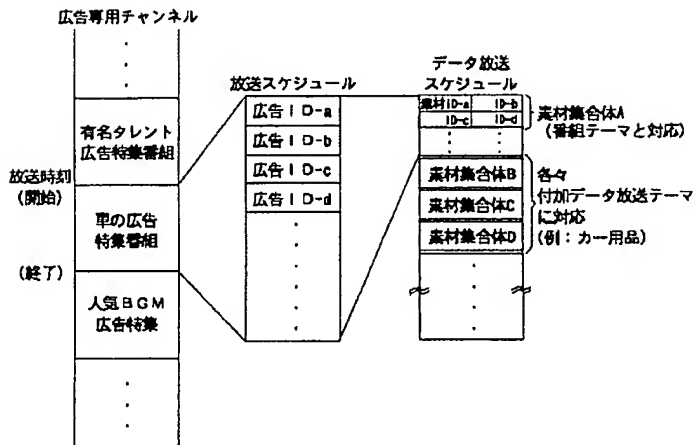 広告専用チャンネル
有名タレント
広告特集番組
放送時刻
(開始)
車の広告
特集番組
(終了)
人気BGM
広告特集
放送スケジュール
広告ID-a
広告ID-b
広告ID-c
広告ID-d
データ放送
スケジュール
素材ID-a ID-b
ID-c ID-d
素材集合体A
(番組テーマと対応)
素材集合体B
素材集合体C
素材集合体D
各々
付加データ放送テーマ
に対応
(例:カー用品)